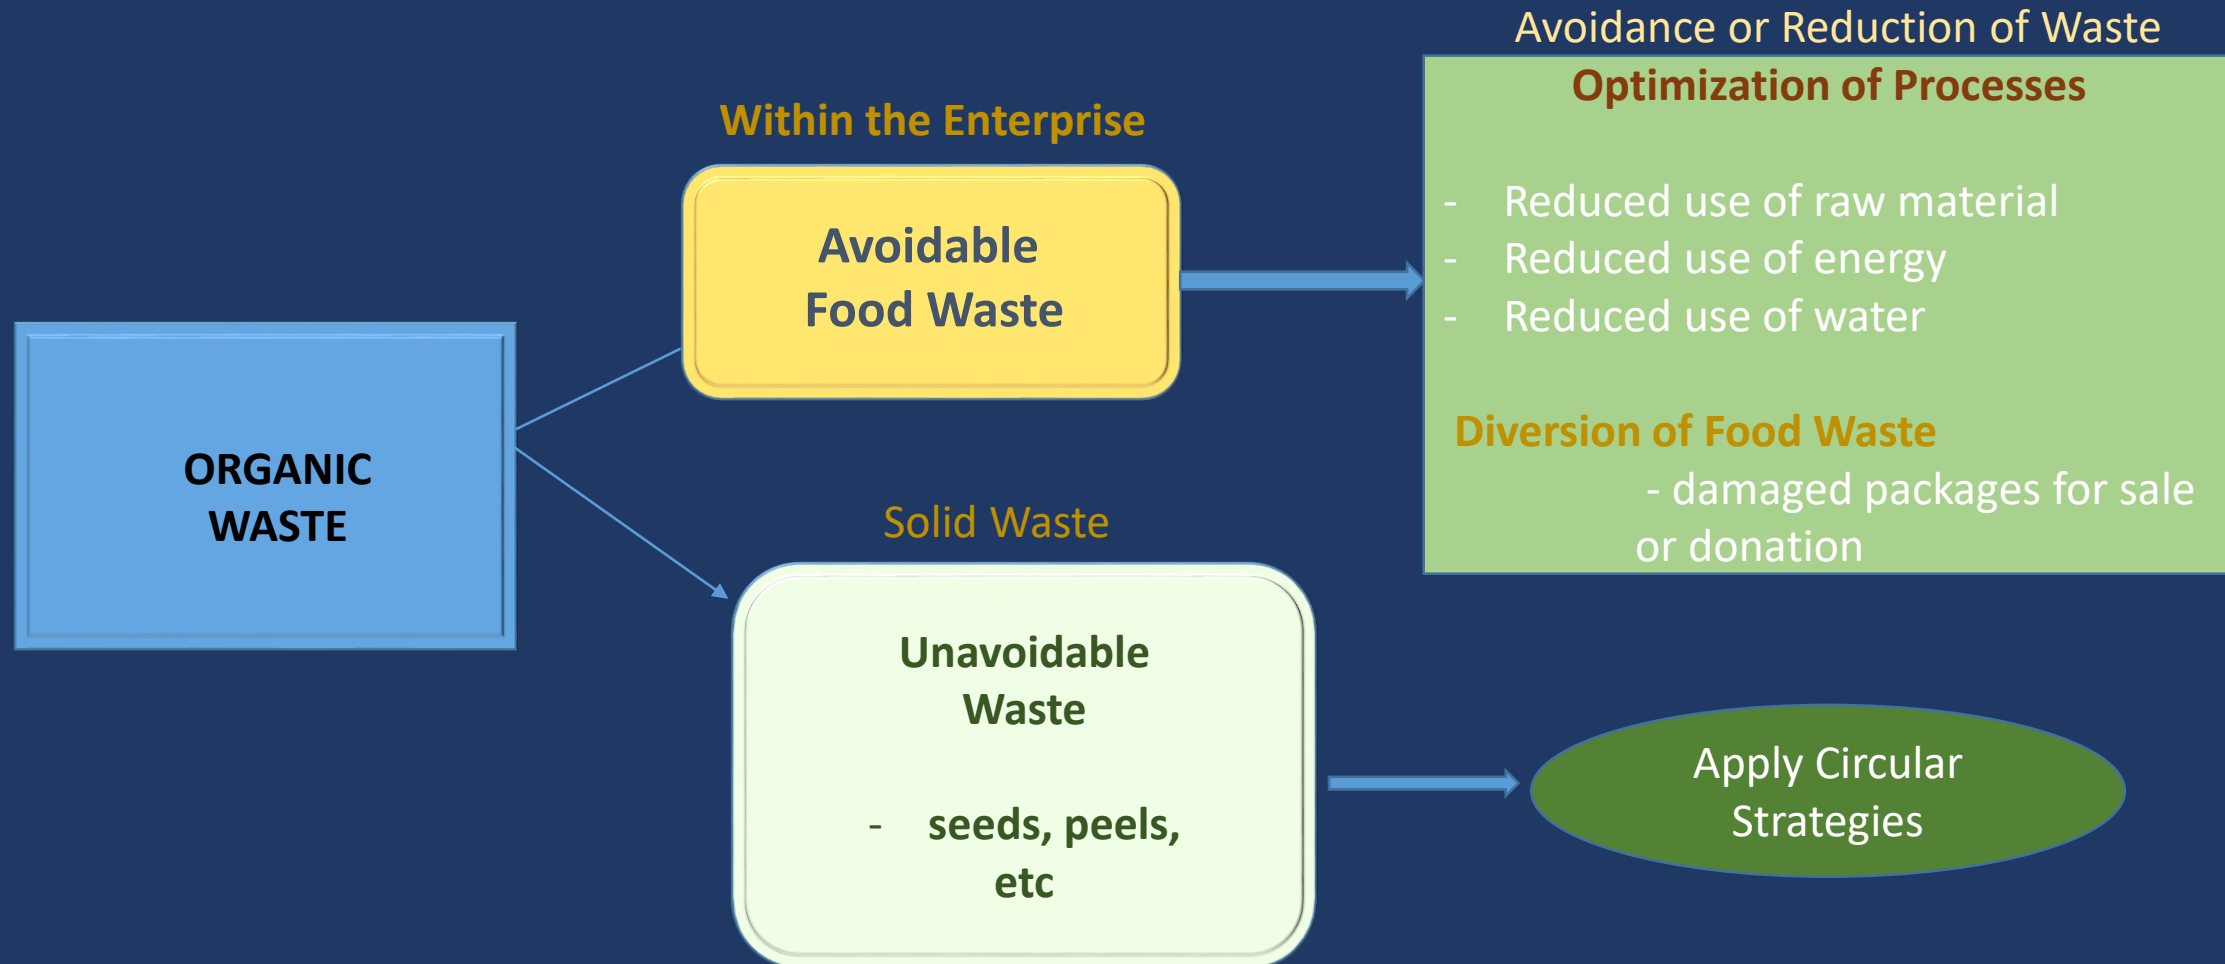 ORGANIC
WASTE
Within the Enterprise
Avoidable
Food Waste
Avoidance or Reduction of Waste
Optimization of Processes
- Reduced use of raw material
- Reduced use of energy
- Reduced use of water
Diversion of Food Waste
- damaged packages for sale
or donation
Solid Waste
Unavoidable
Waste
- seeds, peels,
etc
Apply Circular
Strategies